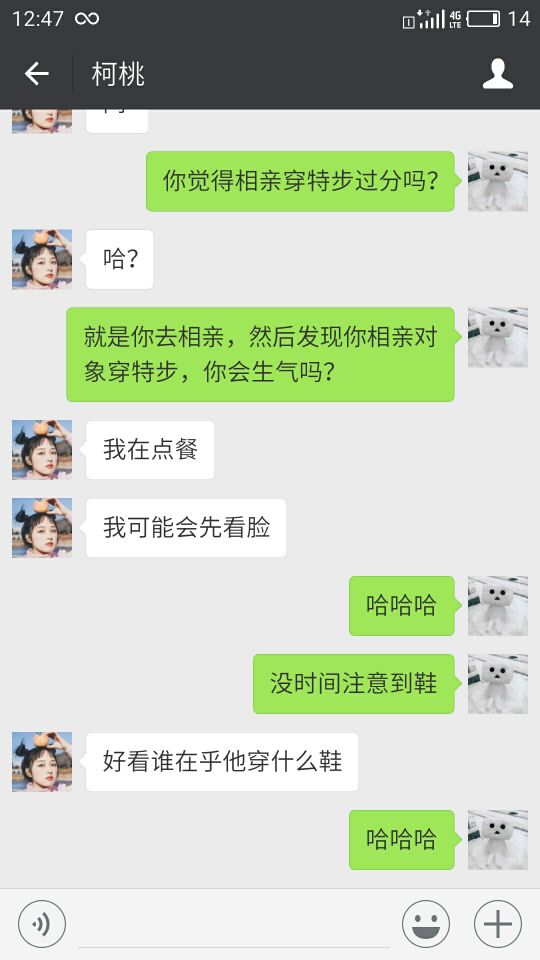 12:47
4G
LTE
14
柯桃
你觉得相亲穿特步过分吗？
哈？
就是你去相亲，然后发现你相亲对
象穿特步，你会生气吗？
我在点餐
我可能会先看脸
哈哈哈
没时间注意到鞋
好看谁在乎他穿什么鞋
哈哈哈